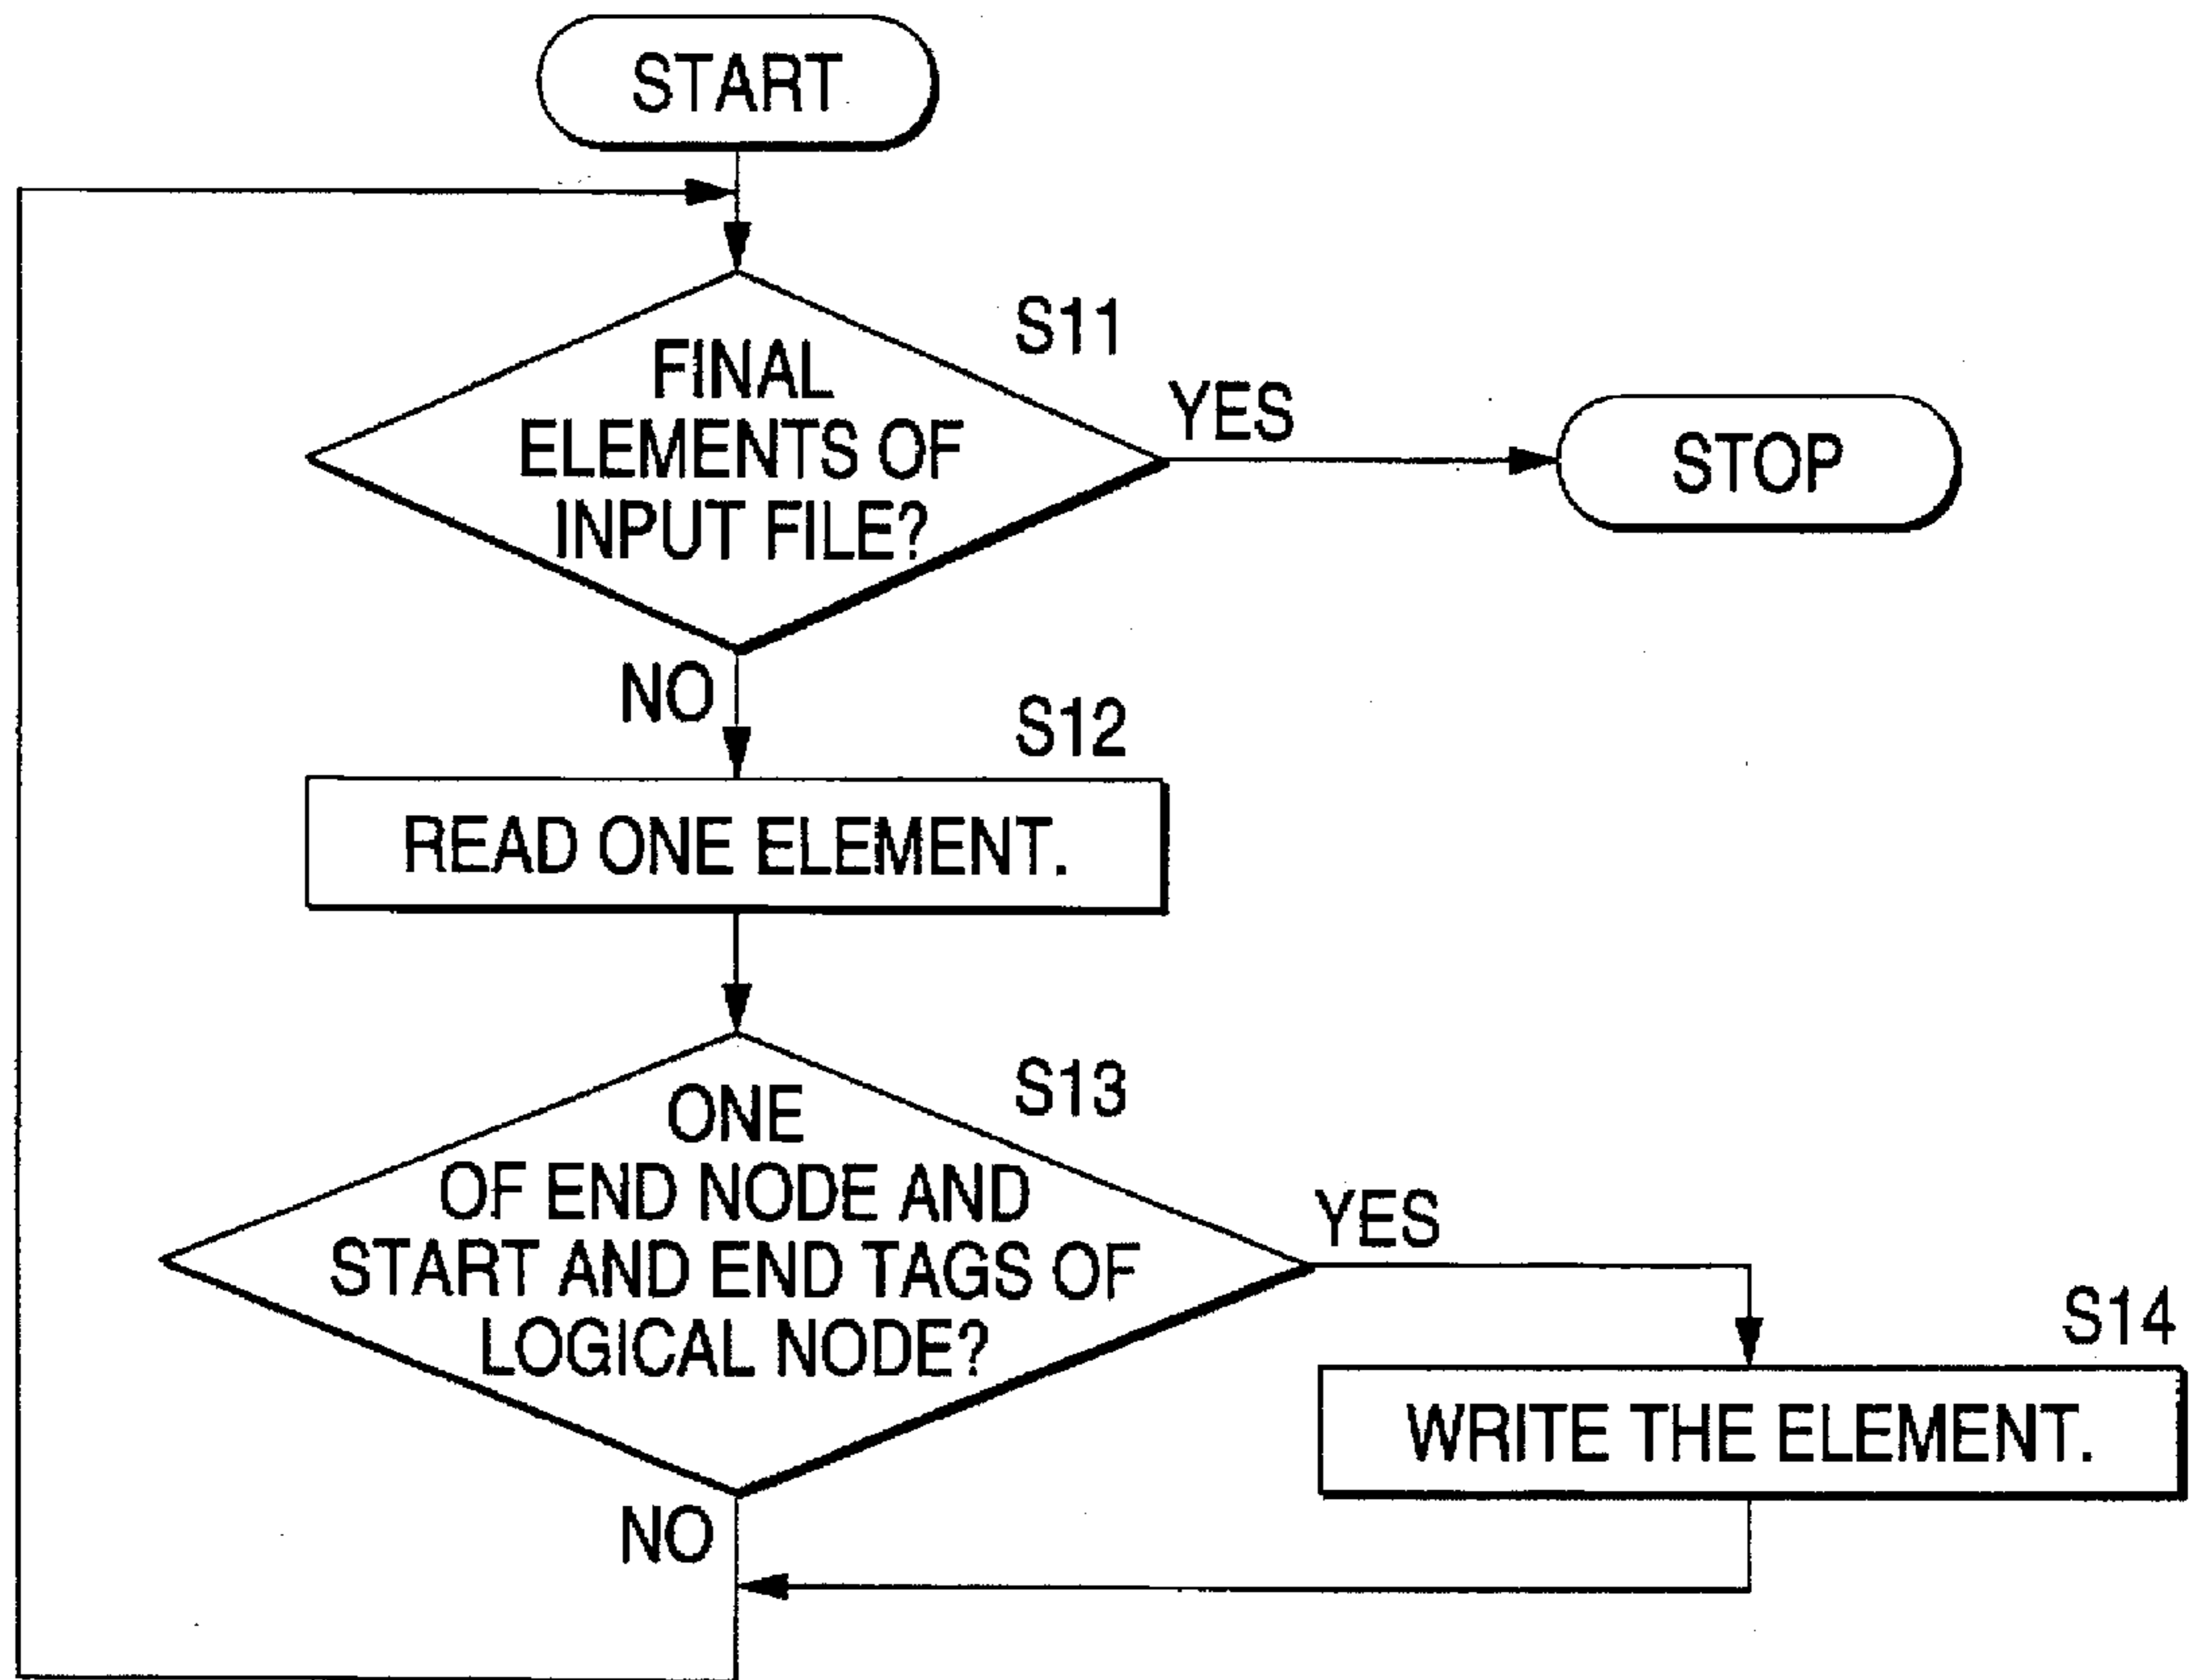 START
S11
FINAL
ELEMENTS OF
INPUT FILE?
YES
STOP
NO
S12
READ ONE ELEMENT.
S13
ONE
OF END NODE AND
START AND END TAGS OF
LOGICAL NODE?
YES
S14
WRITE THE ELEMENT.
NO